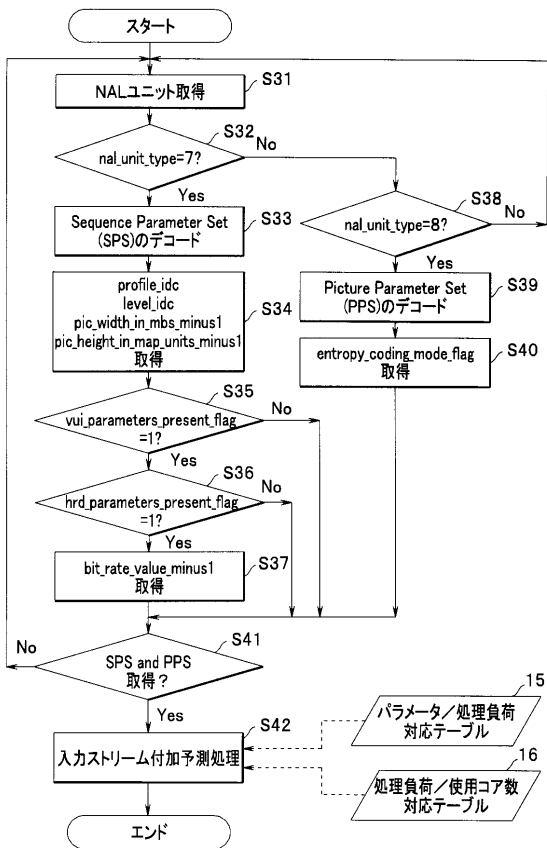 スタート
NALユニット取得
S31
nal_unit_type=7?
S32
No
Yes
Sequence Parameter Set
(SPS)のデコード
S33
profile_idc
level_idc
pic_width_in_mbs_minus1
pic_height_in_map_units_minus1
取得
S34
vui_parameters_present_flag
=1?
S35
No
Yes
hrd_parameters_present_flag
=1?
S36
No
Yes
bit_rate_value_minus1
取得
S37
nal_unit_type=8?
S38
No
Yes
Picture Parameter Set
(PPS)のデコード
S39
entropy_coding_mode_flag
取得
S40
SPS and PPS
取得?
S41
No
Yes
入力ストリーム付加予測処理
S42
パラメータ/処理負荷
対応テーブル
15
処理負荷/使用コア数
対応テーブル
16
エンド